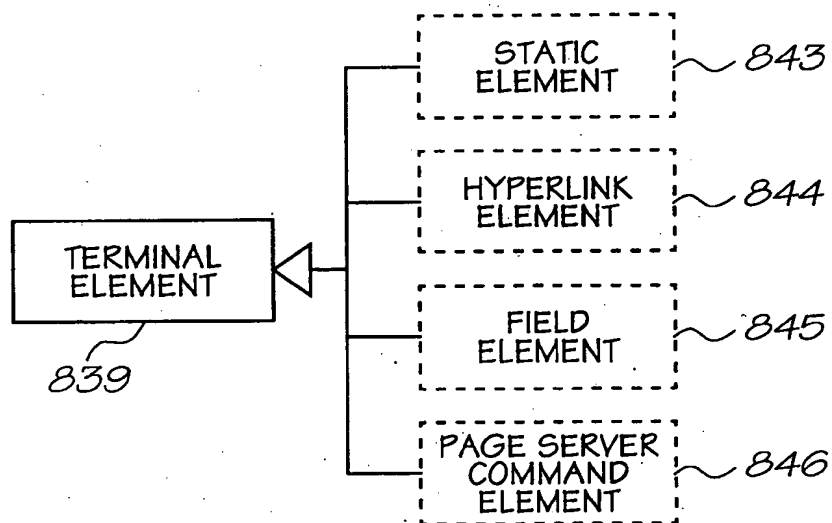 STATIC
ELEMENT
843
HYPERLINK
ELEMENT
844
TERMINAL
ELEMENT
839
FIELD
ELEMENT
845
PAGE SERVER
COMMAND
ELEMENT
846